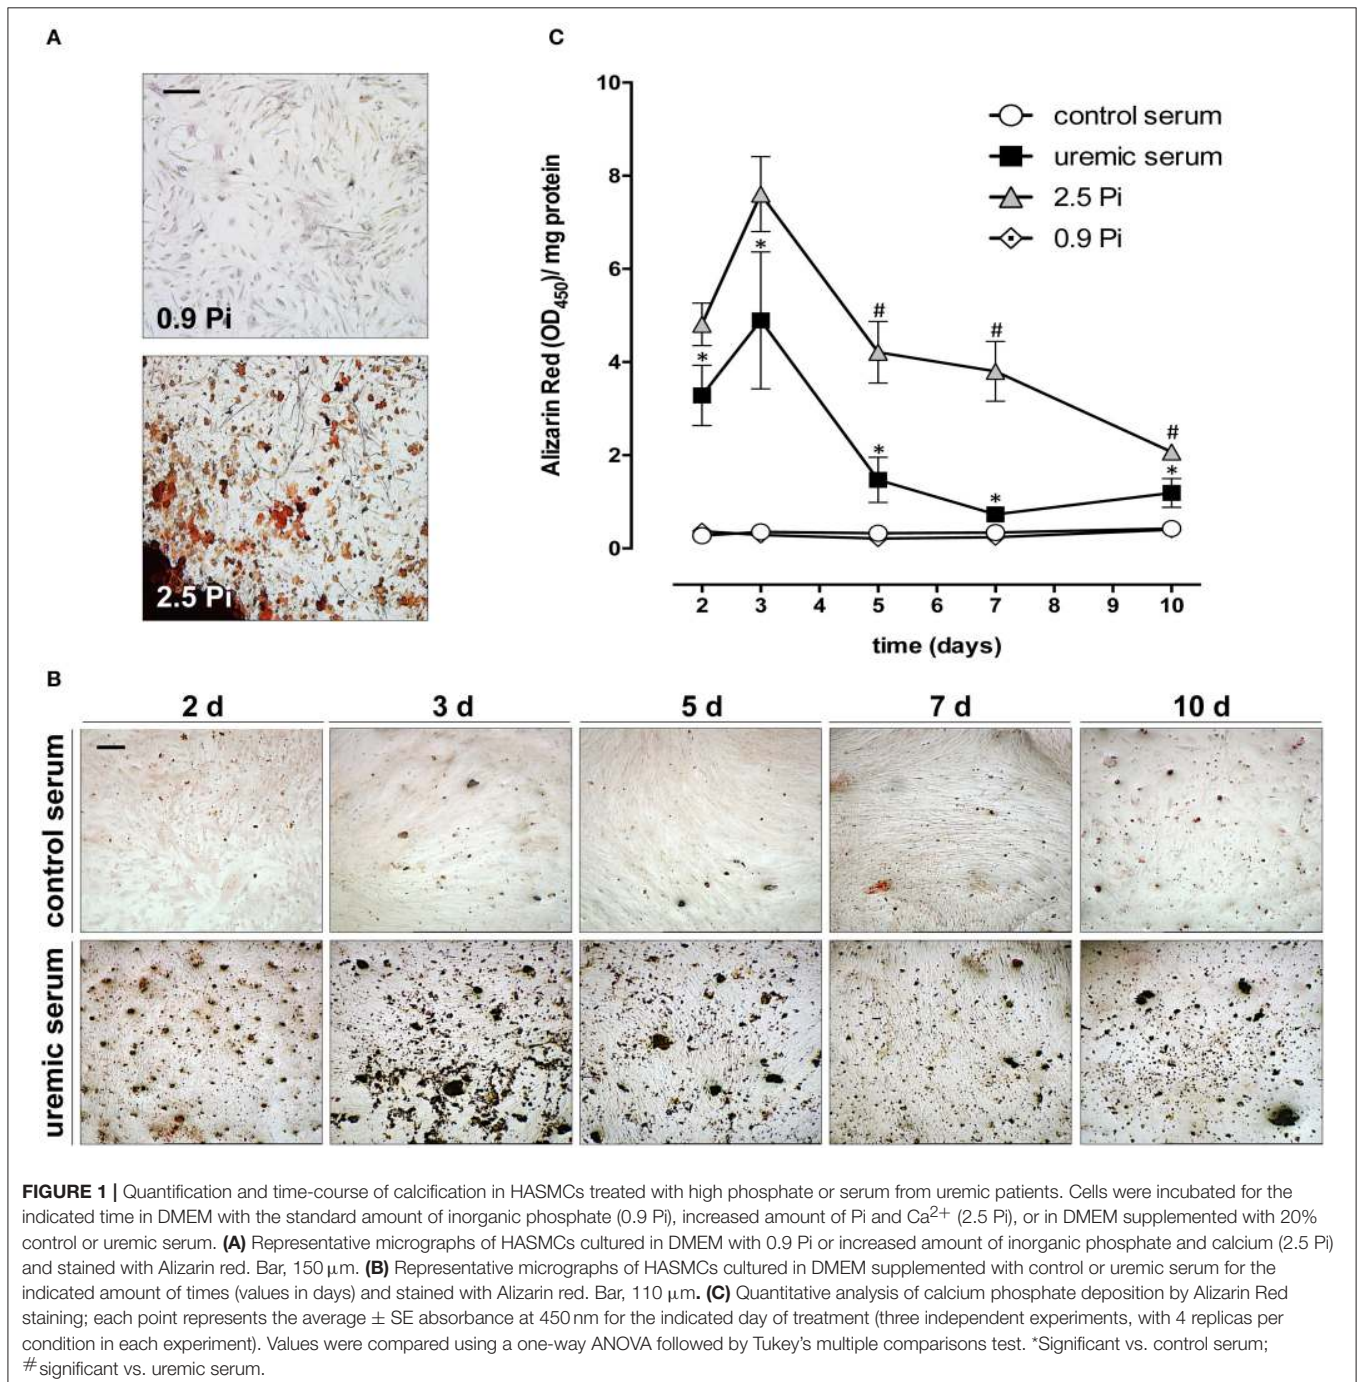 A
0.9 Pi
2.5 Pi
C
10
8
6
4
2
0
Alizarin Red (OD450)/ mg protein
control serum
uremic serum
2.5 Pi
0.9 Pi
*
*
#
*
#
*
#
*
2 3 4 5 6 7 8 9 10
time (days)
B
2 d 3 d 5 d 7 d 10 d
control serum
uremic serum
FIGURE 1 | Quantification and time-course of calcification in HASMCs treated with high phosphate or serum from uremic patients. Cells were incubated for the
indicated time in DMEM with the standard amount of inorganic phosphate (0.9 Pi), increased amount of Pi and Ca2+ (2.5 Pi), or in DMEM supplemented with 20%
control or uremic serum. (A) Representative micrographs of HASMCs cultured in DMEM with 0.9 Pi or increased amount of inorganic phosphate and calcium (2.5 Pi)
and stained with Alizarin red. Bar, 150 μm. (B) Representative micrographs of HASMCs cultured in DMEM supplemented with control or uremic serum for the
indicated amount of times (values in days) and stained with Alizarin red. Bar, 110 μm. (C) Quantitative analysis of calcium phosphate deposition by Alizarin Red
staining; each point represents the average ± SE absorbance at 450 nm for the indicated day of treatment (three independent experiments, with 4 replicas per
condition in each experiment). Values were compared using a one-way ANOVA followed by Tukey's multiple comparisons test. *Significant vs. control serum;
#significant vs. uremic serum.